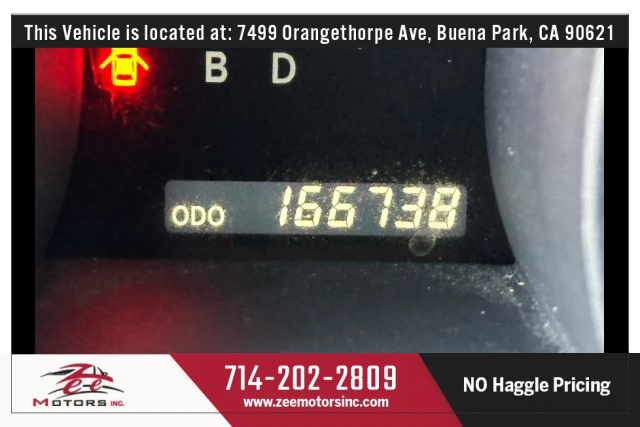 This Vehicle is located at: 7499 Orangethorpe Ave, Buena Park, CA 90621
B D
ODO 166738
Zee
MOTORS INC.
714-202-2809
www.zeemotorsinc.com
NO Haggle Pricing